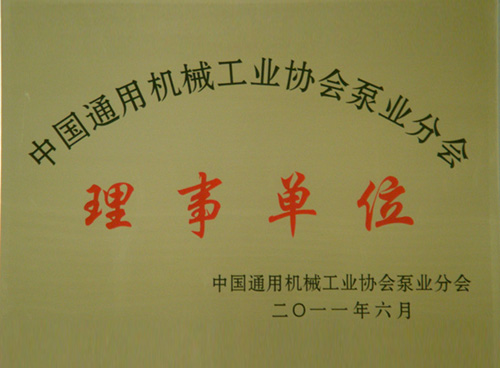 中国通用机械工业协会泵业分会
理事单位
中国通用机械工业协会泵业分会
二〇一一年六月